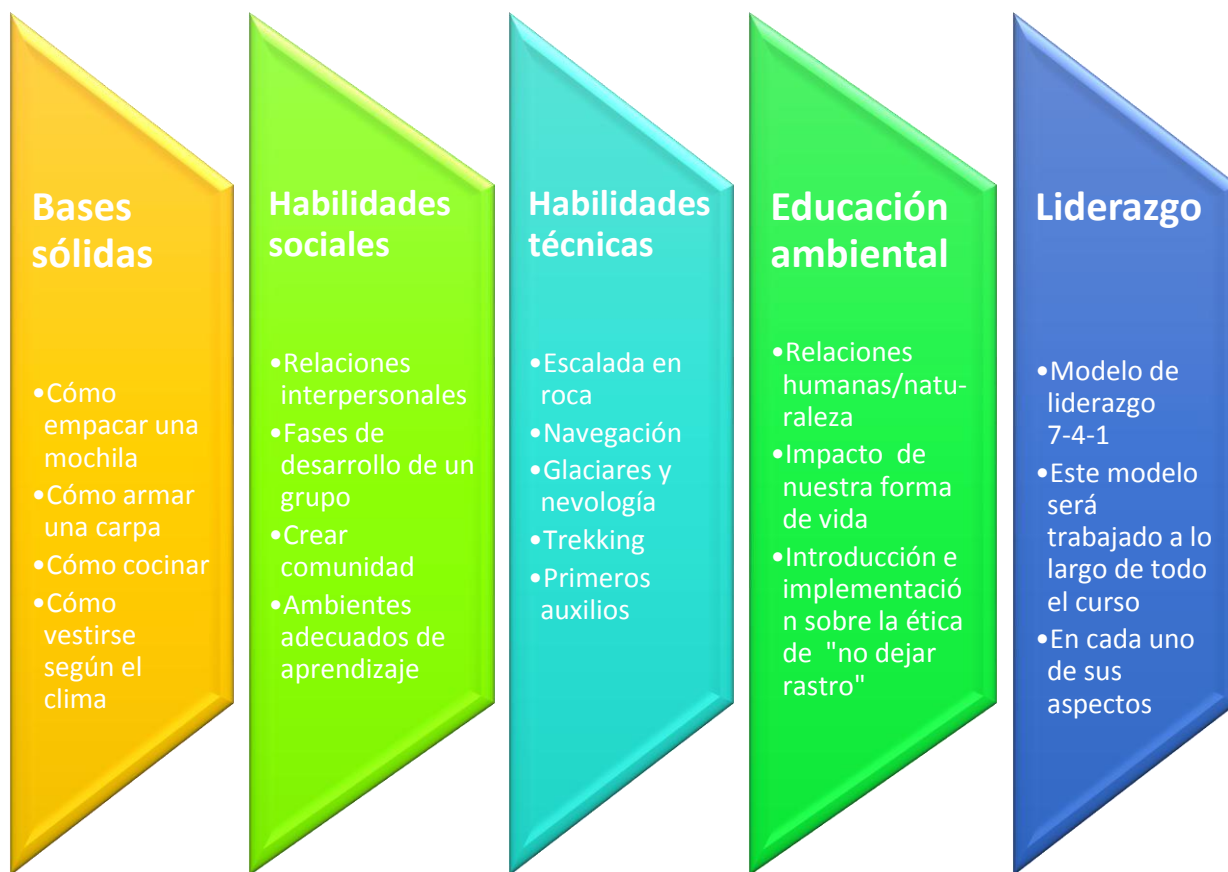 Bases
sólidas
•Cómo
empacar una
mochila
•Cómo armar
una carpa
•Cómo cocinar
•Cómo
vestirse
según el
clima
Habilidades
sociales
•Relaciones
interpersonales
•Fases de
desarrollo de un
grupo
•Crear
comunidad
•Ambientes
adecuados de
aprendizaje
Habilidades
técnicas
•Escalada en
roca
•Navegación
•Glaciares y
nevología
•Trekking
•Primeros
auxilios
Educación
ambiental
•Relaciones
humanas/natu-
raleza
•Impacto de
nuestra forma
de vida
•Introducción e
implementació
n sobre la ética
de "no dejar
rastro"
Liderazgo
•Modelo de
liderazgo
7-4-1
•Este modelo
será
trabajado a lo
largo de todo
el curso
•En cada uno
de sus
aspectos